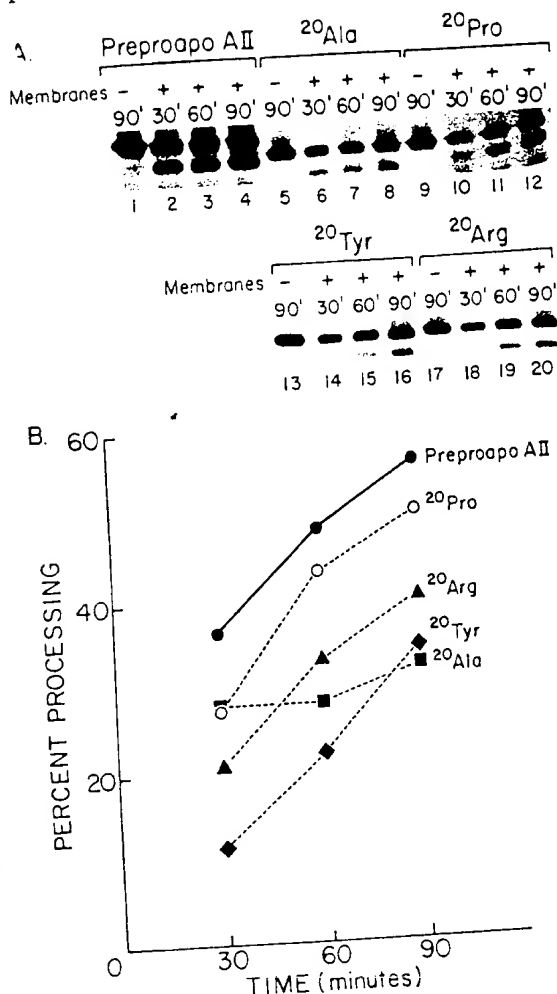 A.
Preproapo AII ²⁰Ala ²⁰Pro
Membranes − + + + − + + + − + + +
90' 30' 60' 90' 90' 30' 60' 90' 90' 30' 60' 90'
1 2 3 4 5 6 7 8 9 10 11 12
²⁰Tyr ²⁰Arg
Membranes − + + + − + + +
90' 30' 60' 90' 90' 30' 60' 90'
13 14 15 16 17 18 19 20
B.
60
40
20
0
30 60 90
PERCENT PROCESSING
TIME (minutes)
Preproapo AII
²⁰Pro
²⁰Arg
²⁰Tyr
²⁰Ala